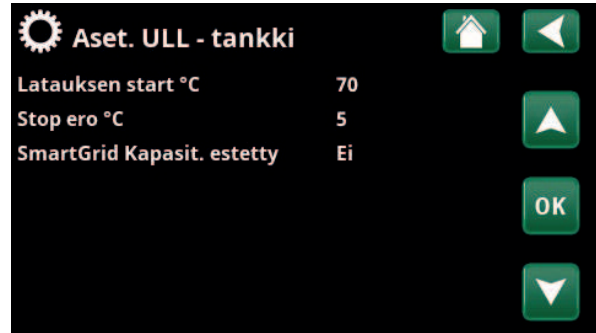 Aset. ULL - tankki
Latauksen start °C 70
Stop ero °C 5
SmartGrid Kapasit. estetty Ei
OK